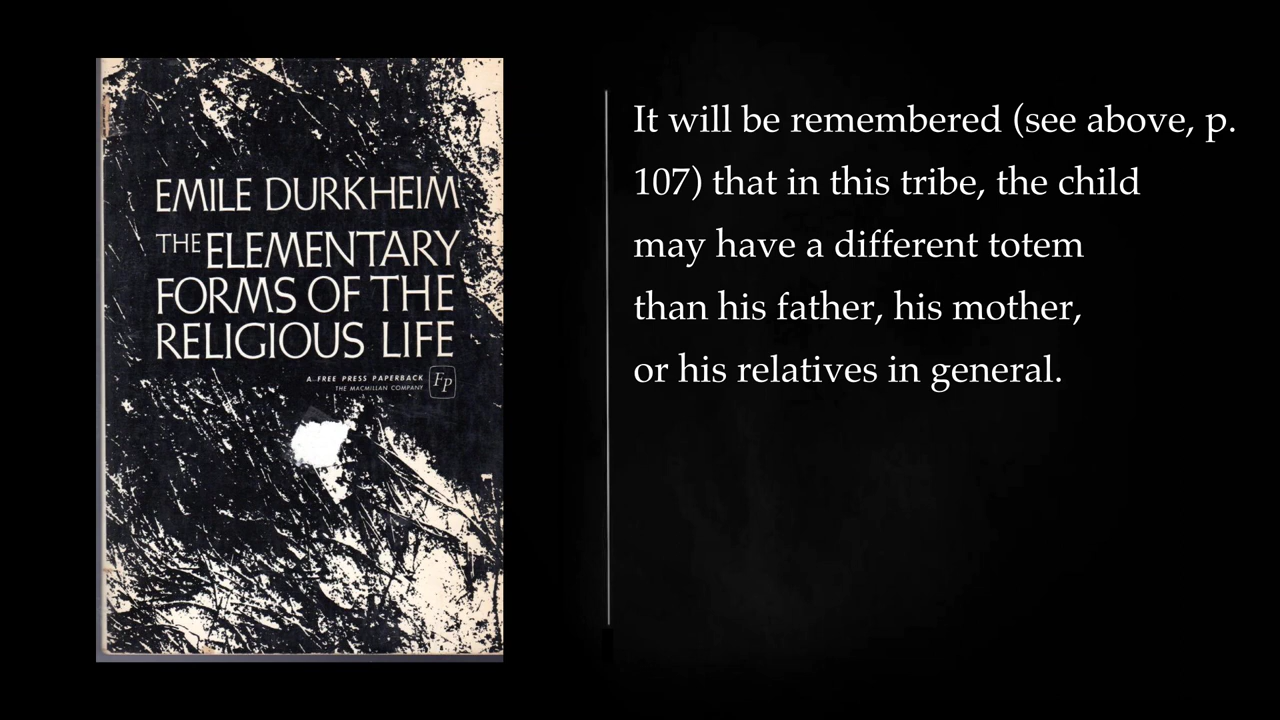 EMILE DURKHEIM
THE ELEMENTARY
FORMS OF THE
RELIGIOUS LIFE
A FREE PRESS PAPERBACK
THE MACMILLAN COMPANY
FP
It will be remembered (see above, p.
107) that in this tribe, the child
may have a different totem
than his father, his mother,
or his relatives in general.